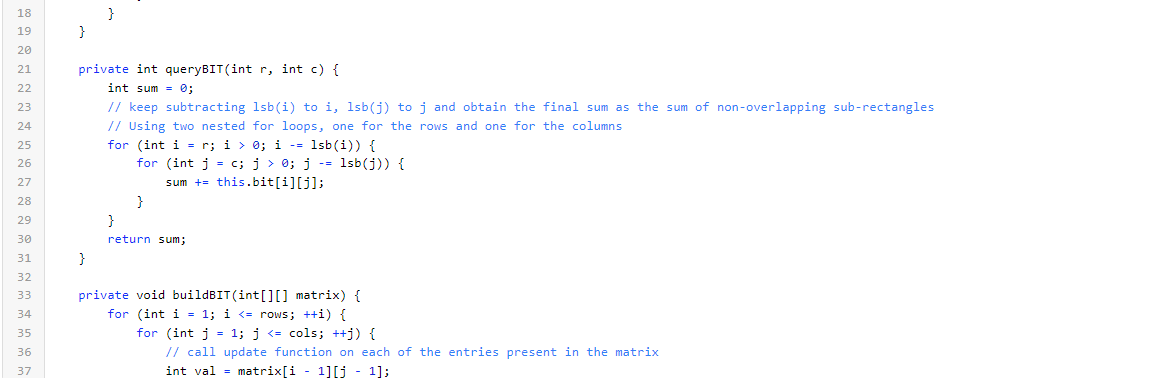 18 }
19 }
20
21 private int queryBIT(int r, int c) {
22 int sum = 0;
23 // keep subtracting lsb(i) to i, lsb(j) to j and obtain the final sum as the sum of non-overlapping sub-rectangles
24 // Using two nested for loops, one for the rows and one for the columns
25 for (int i = r; i > 0; i -= lsb(i)) {
26 for (int j = c; j > 0; j -= lsb(j)) {
27 sum += this.bit[i][j];
28 }
29 }
30 return sum;
31 }
32
33 private void buildBIT(int[][] matrix) {
34 for (int i = 1; i <= rows; ++i) {
35 for (int j = 1; j <= cols; ++j) {
36 // call update function on each of the entries present in the matrix
37 int val = matrix[i - 1][j - 1];